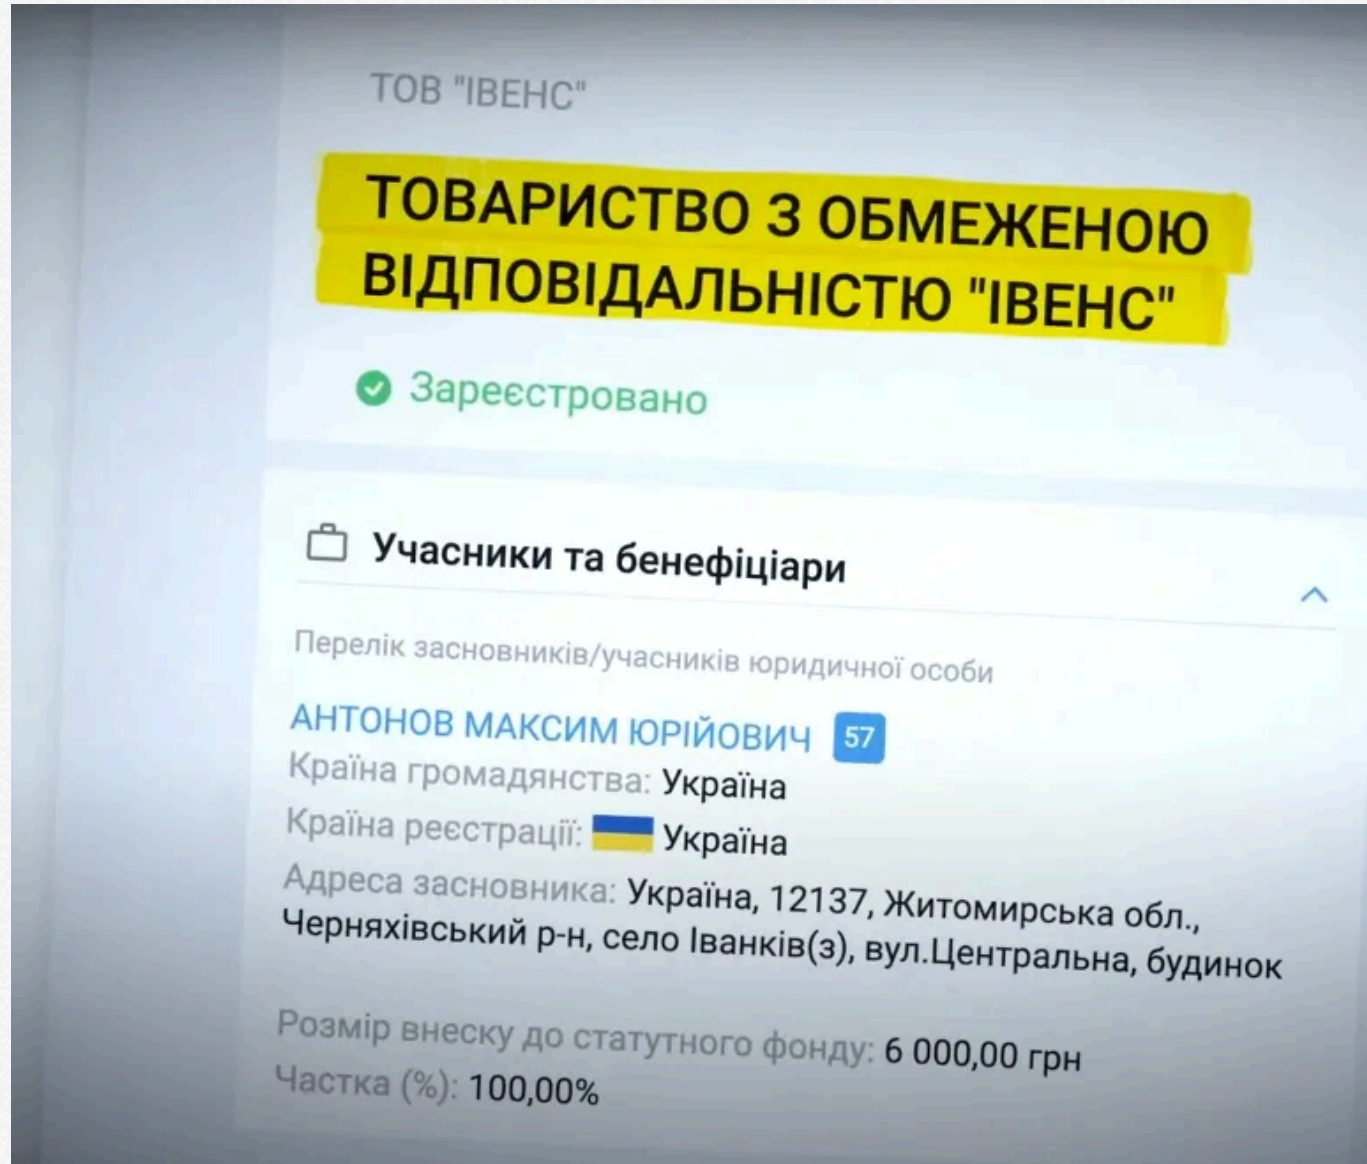 ТОВ "ІВЕНС"
ТОВАРИСТВО З ОБМЕЖЕНОЮ
ВІДПОВІДАЛЬНІСТЮ "ІВЕНС"
Зареєстровано
Учасники та бенефіціари
Перелік засновників/учасників юридичної особи
АНТОНОВ МАКСИМ ЮРІЙОВИЧ 57
Країна громадянства: Україна
Країна реєстрації: Україна
Адреса засновника: Україна, 12137, Житомирська обл.,
Черняхівський р-н, село Іванків(з), вул.Центральна, будинок
Розмір внеску до статутного фонду: 6 000,00 грн
Частка (%): 100,00%